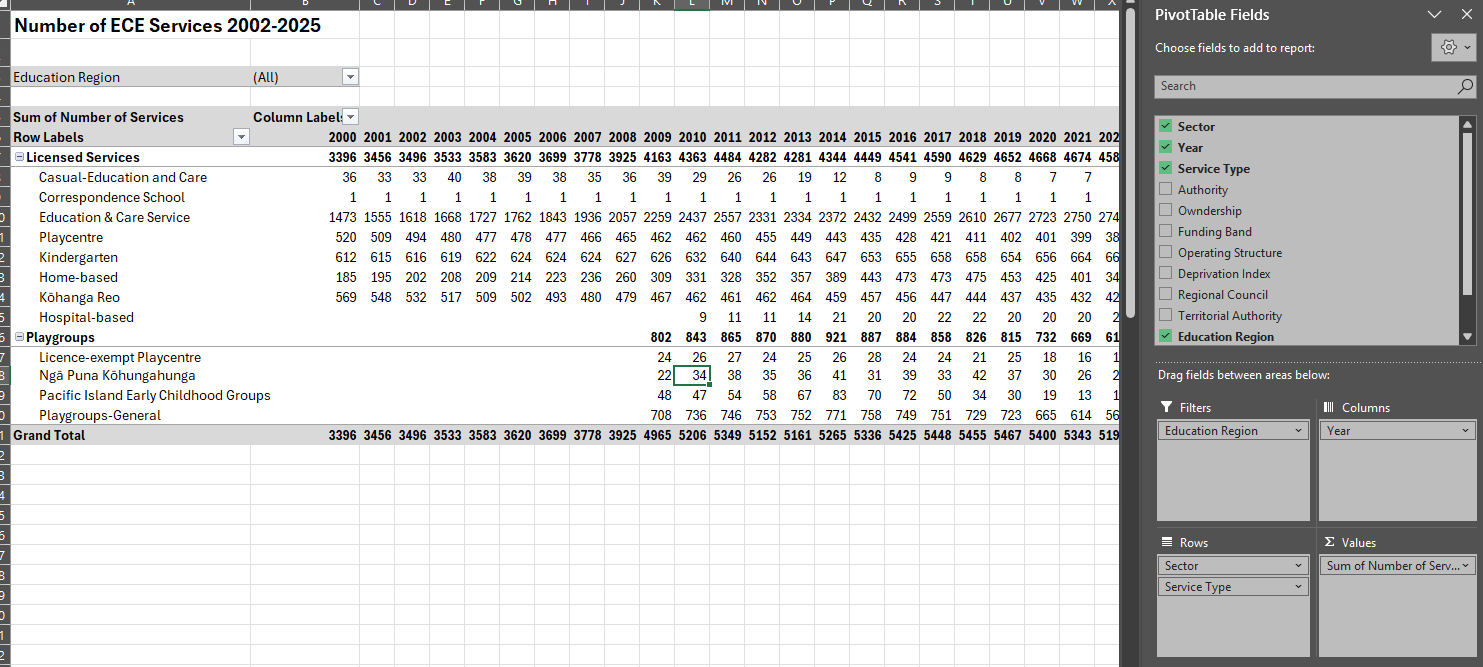 A B C D E F G H I J K L M N O P Q R S T U V W X
Number of ECE Services 2002-2025
Education Region (All)
Sum of Number of Services Column Labels
Row Labels 2000 2001 2002 2003 2004 2005 2006 2007 2008 2009 2010 2011 2012 2013 2014 2015 2016 2017 2018 2019 2020 2021 202
Licensed Services 3396 3456 3496 3533 3583 3620 3699 3778 3925 4163 4363 4484 4282 4281 4344 4449 4541 4590 4629 4652 4668 4674 458
Casual-Education and Care 36 33 33 40 38 39 38 35 36 39 29 26 26 19 12 8 9 9 8 8 7 7
Correspondence School 1 1 1 1 1 1 1 1 1 1 1 1 1 1 1 1 1 1 1 1 1 1
Education & Care Service 1473 1555 1618 1668 1727 1762 1843 1936 2057 2259 2437 2557 2331 2334 2372 2432 2499 2559 2610 2677 2723 2750 274
Playcentre 520 509 494 480 477 478 477 466 465 462 462 460 455 449 443 435 428 421 411 402 401 399 38
Kindergarten 612 615 616 619 622 624 624 624 627 626 632 640 644 643 647 653 655 658 658 654 656 664 66
Home-based 185 195 202 208 209 214 223 236 260 309 331 328 352 357 389 443 473 473 475 453 425 401 34
Kōhanga Reo 569 548 532 517 509 502 493 480 479 467 462 461 462 464 459 457 456 447 444 437 435 432 42
Hospital-based 9 11 11 14 21 20 20 22 22 20 20 20 2
Playgroups 802 843 865 870 880 921 887 884 858 826 815 732 669 61
Licence-exempt Playcentre 24 26 27 24 25 26 28 24 24 21 25 18 16 1
Ngā Puna Kōhungahunga 22 34 38 35 36 41 31 39 33 42 37 30 26 2
Pacific Island Early Childhood Groups 48 47 54 58 67 83 70 72 50 34 30 19 13 1
Playgroups-General 708 736 746 753 752 771 758 749 751 729 723 665 614 56
Grand Total 3396 3456 3496 3533 3583 3620 3699 3778 3925 4965 5206 5349 5152 5161 5265 5336 5425 5448 5455 5467 5400 5343 519
PivotTable Fields
Choose fields to add to report:
Search
Sector
Year
Service Type
Authority
Owndership
Funding Band
Operating Structure
Deprivation Index
Regional Council
Territorial Authority
Education Region
Drag fields between areas below:
Filters
Education Region
Columns
Year
Rows
Sector
Service Type
Σ Values
Sum of Number of Serv...